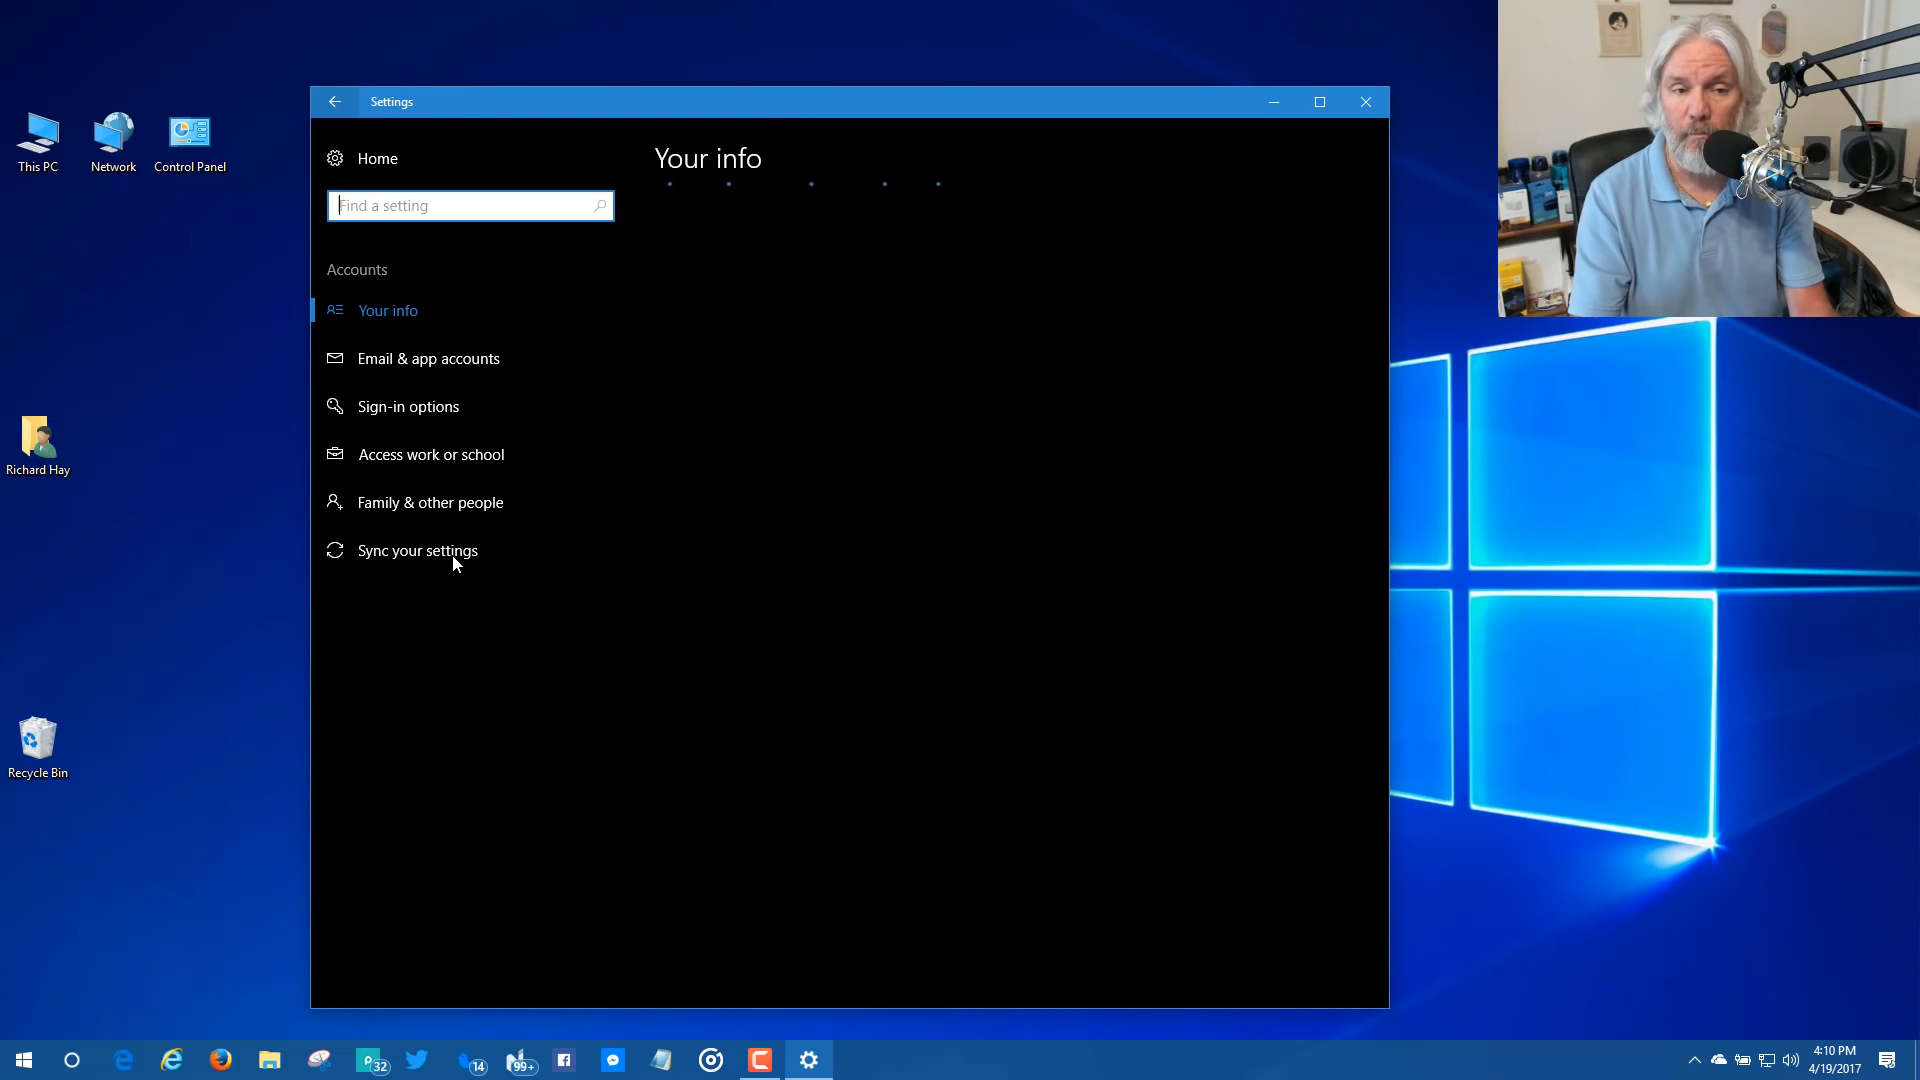 This PC
Network
Control Panel
Richard Hay
Recycle Bin
Settings
Home
Find a setting
Accounts
Your info
Email & app accounts
Sign-in options
Access work or school
Family & other people
Sync your settings
Your info
32
14
99+
4:10 PM
4/19/2017